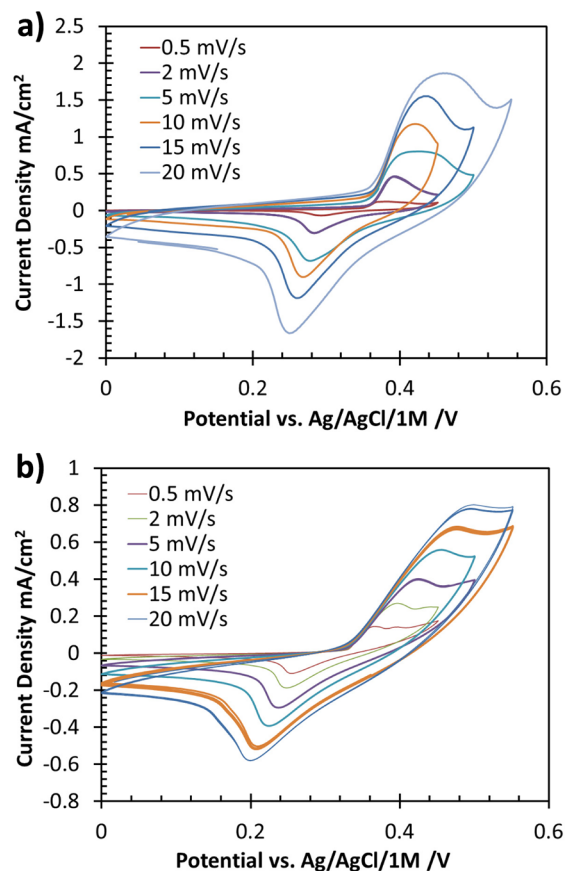 a)
2.5
2
1.5
1
0.5
0
-0.5
-1
-1.5
-2
Current Density mA/cm²
0.5 mV/s
2 mV/s
5 mV/s
10 mV/s
15 mV/s
20 mV/s
0
0.2
0.4
0.6
Potential vs. Ag/AgCl/1M /V
b)
1
0.8
0.6
0.4
0.2
0
-0.2
-0.4
-0.6
-0.8
Current Density mA/cm²
0.5 mV/s
2 mV/s
5 mV/s
10 mV/s
15 mV/s
20 mV/s
0
0.2
0.4
0.6
Potential vs. Ag/AgCl/1M /V